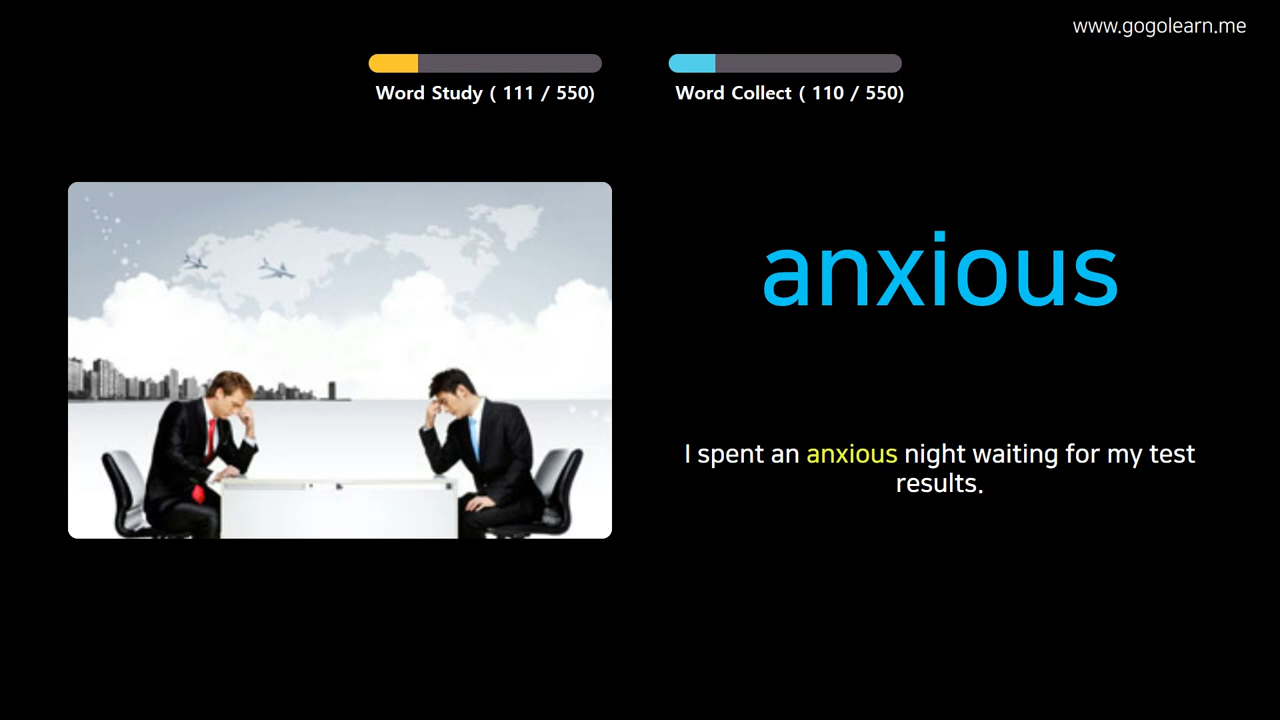 www.gogolearn.me
Word Study ( 111 / 550)
Word Collect ( 110 / 550)
anxious
I spent an anxious night waiting for my test
results.